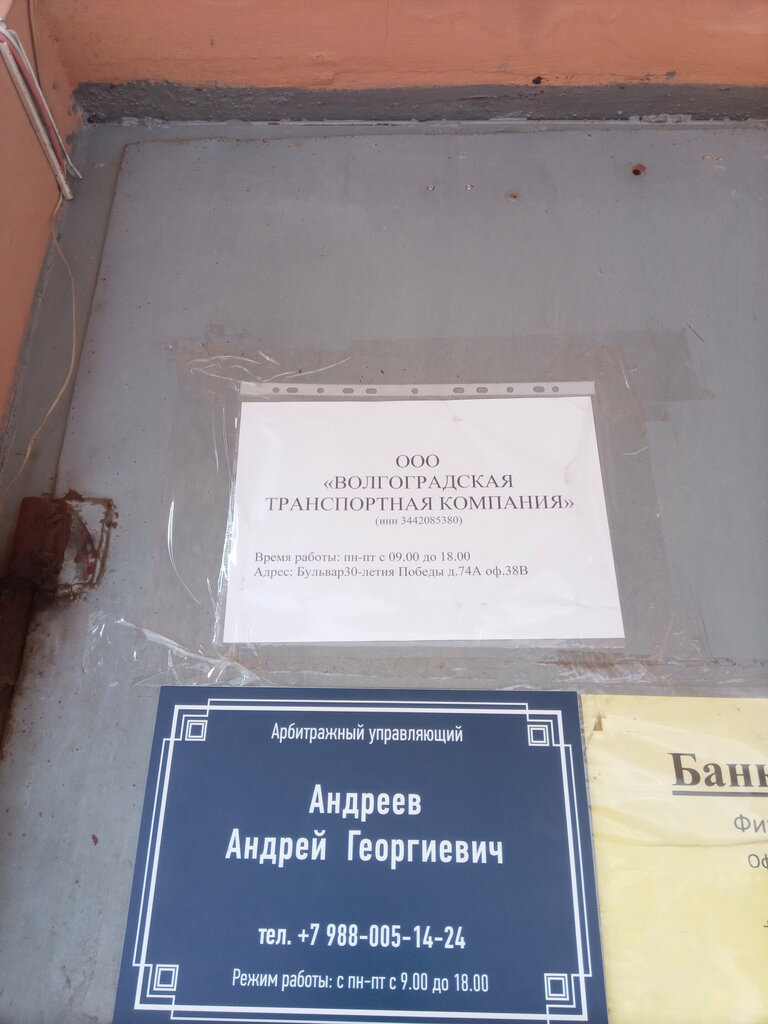 ООО
«ВОЛГОГРАДСКАЯ
ТРАНСПОРТНАЯ КОМПАНИЯ»
(инн 3442085380)
Время работы: пн-пт с 09.00 до 18.00
Адрес: Бульвар30-летия Победы д.74А оф.38В
Арбитражный управляющий
Андреев
Андрей Георгиевич
тел. +7 988-005-14-24
Режим работы: с пн-пт с 9.00 до 18.00